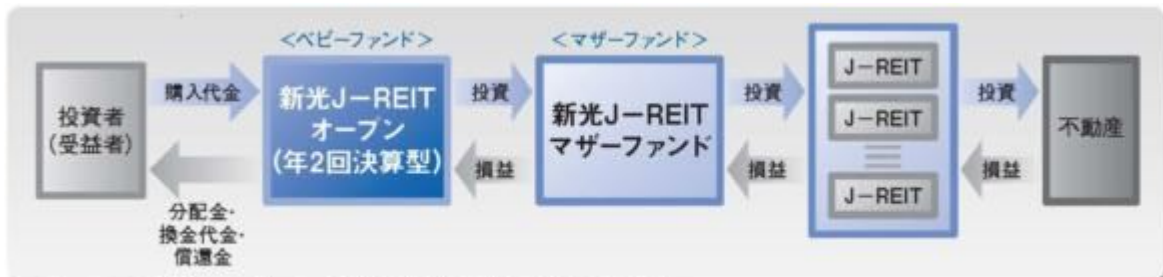 <ベビーファンド>
<マザーファンド>
投資者
(受益者)
購入代金
分配金・
換金代金・
償還金
新光J-REIT
オープン
(年2回決算型)
投資
損益
新光J-REIT
マザーファンド
投資
損益
J-REIT
J-REIT
J-REIT
投資
損益
不動産